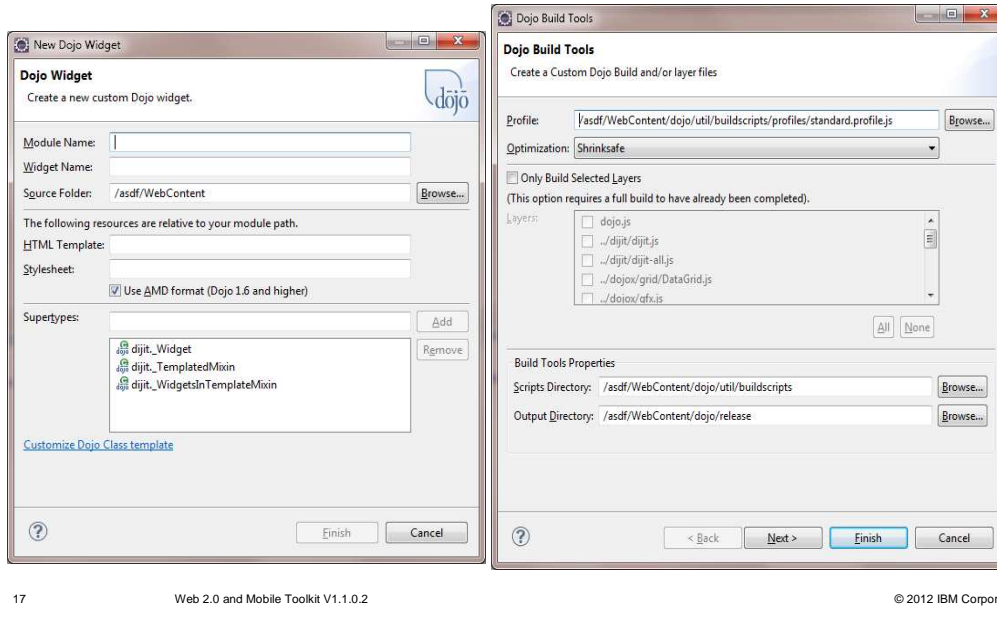 New Dojo Widget
Dojo Widget
Create a new custom Dojo widget.
dōjō
Module Name:
Widget Name:
Source Folder: /asdf/WebContent Browse...
The following resources are relative to your module path.
HTML Template:
Stylesheet:
Use AMD format (Dojo 1.6 and higher)
Supertypes: Add
dijit._Widget Remove
dijit._TemplatedMixin
dijit._WidgetsInTemplateMixin
Customize Dojo Class template
? Finish Cancel
Dojo Build Tools
Dojo Build Tools
Create a Custom Dojo Build and/or layer files
Profile: /asdf/WebContent/dojo/util/buildscripts/profiles/standard.profile.js Browse...
Optimization: Shrinksafe
Only Build Selected Layers
(This option requires a full build to have already been completed).
Layers: dojo.js
../dijit/dijit.js
../dijit/dijit-all.js
../dojox/grid/DataGrid.js
../dojox/gfx.js
All None
Build Tools Properties
Scripts Directory: /asdf/WebContent/dojo/util/buildscripts Browse...
Output Directory: /asdf/WebContent/dojo/release Browse...
? < Back Next > Finish Cancel
17 Web 2.0 and Mobile Toolkit V1.1.0.2 © 2012 IBM Corpor